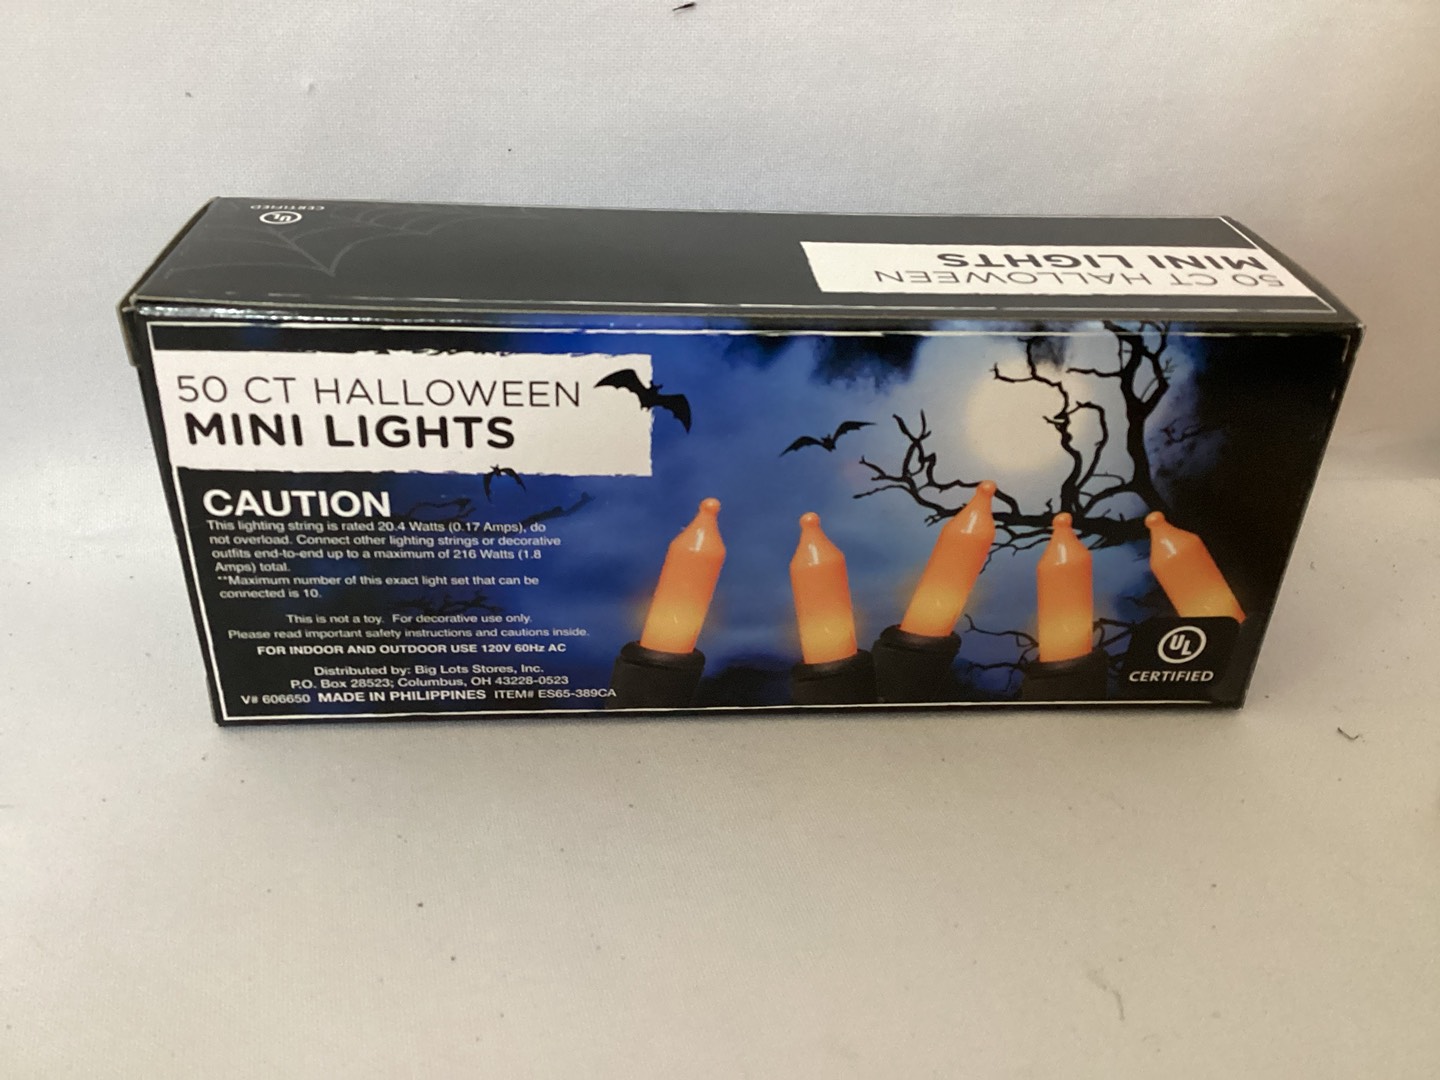 CERTIFIED
UL
50 CT HALLOWEEN
MINI LIGHTS
50 CT HALLOWEEN
MINI LIGHTS
CAUTION
This lighting string is rated 20.4 Watts (0.17 Amps), do
not overload. Connect other lighting strings or decorative
outfits end-to-end up to a maximum of 216 Watts (1.8
Amps) total.
**Maximum number of this exact light set that can be
connected is 10.
This is not a toy. For decorative use only.
Please read important safety instructions and cautions inside.
FOR INDOOR AND OUTDOOR USE 120V 60Hz AC
Distributed by: Big Lots Stores, Inc.
P.O. Box 28523; Columbus, OH 43228-0523
V# 606650 MADE IN PHILIPPINES ITEM# ES65-389CA
UL
CERTIFIED